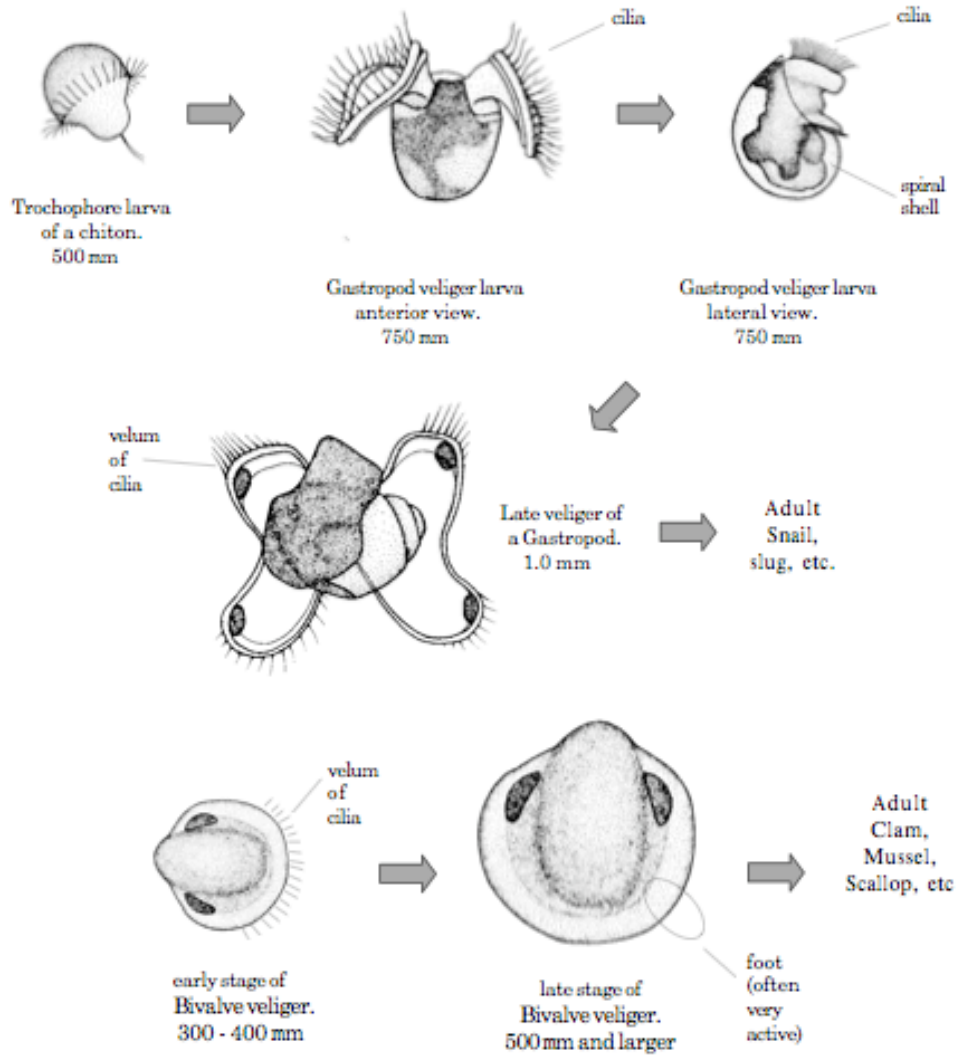 cilia
cilia
spiral
shell
Trochophore larva
of a chiton.
500 mm
Gastropod veliger larva
anterior view.
750 mm
Gastropod veliger larva
lateral view.
750 mm
velum
of
cilia
Late veliger of
a Gastropod.
1.0 mm
Adult
Snail,
slug, etc.
velum
of
cilia
Adult
Clam,
Mussel,
Scallop, etc
early stage of
Bivalve veliger.
300 - 400 mm
late stage of
Bivalve veliger.
500 mm and larger
foot
(often
very
active)